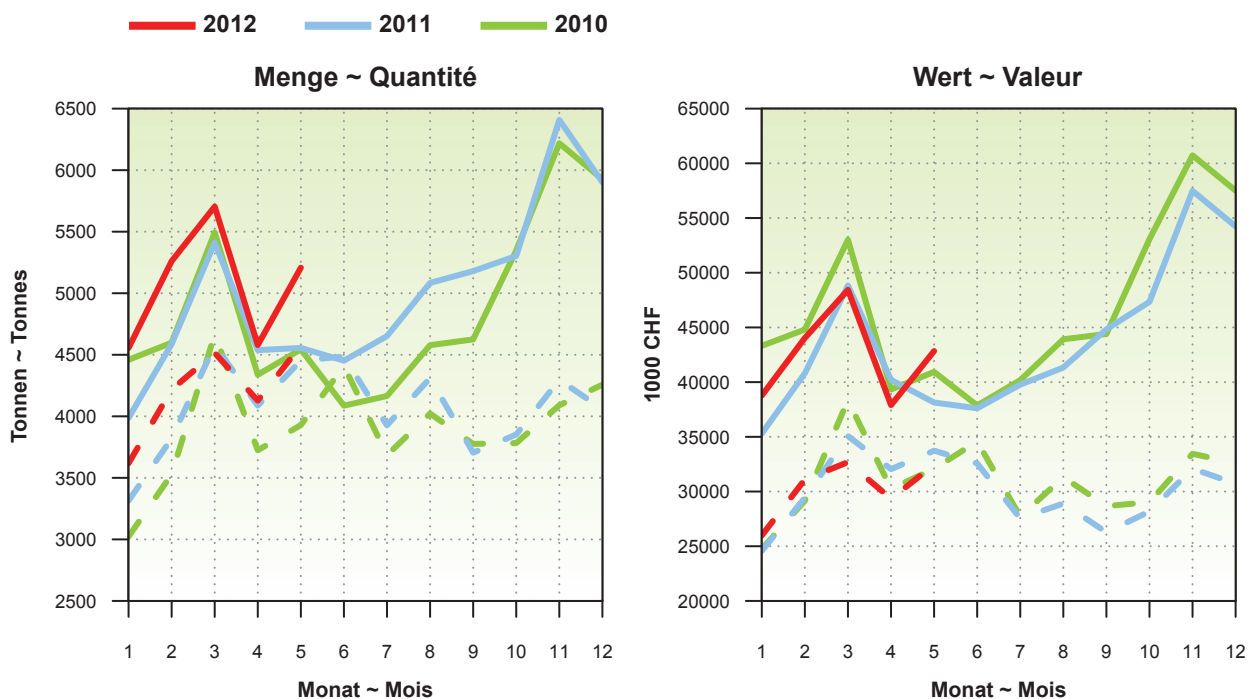 2012 2011 2010
Menge ~ Quantité
Tonnen ~ Tonnes
6500
6000
5500
5000
4500
4000
3500
3000
2500
1 2 3 4 5 6 7 8 9 10 11 12
Monat ~ Mois
Wert ~ Valeur
1000 CHF
65000
60000
55000
50000
45000
40000
35000
30000
25000
20000
1 2 3 4 5 6 7 8 9 10 11 12
Monat ~ Mois